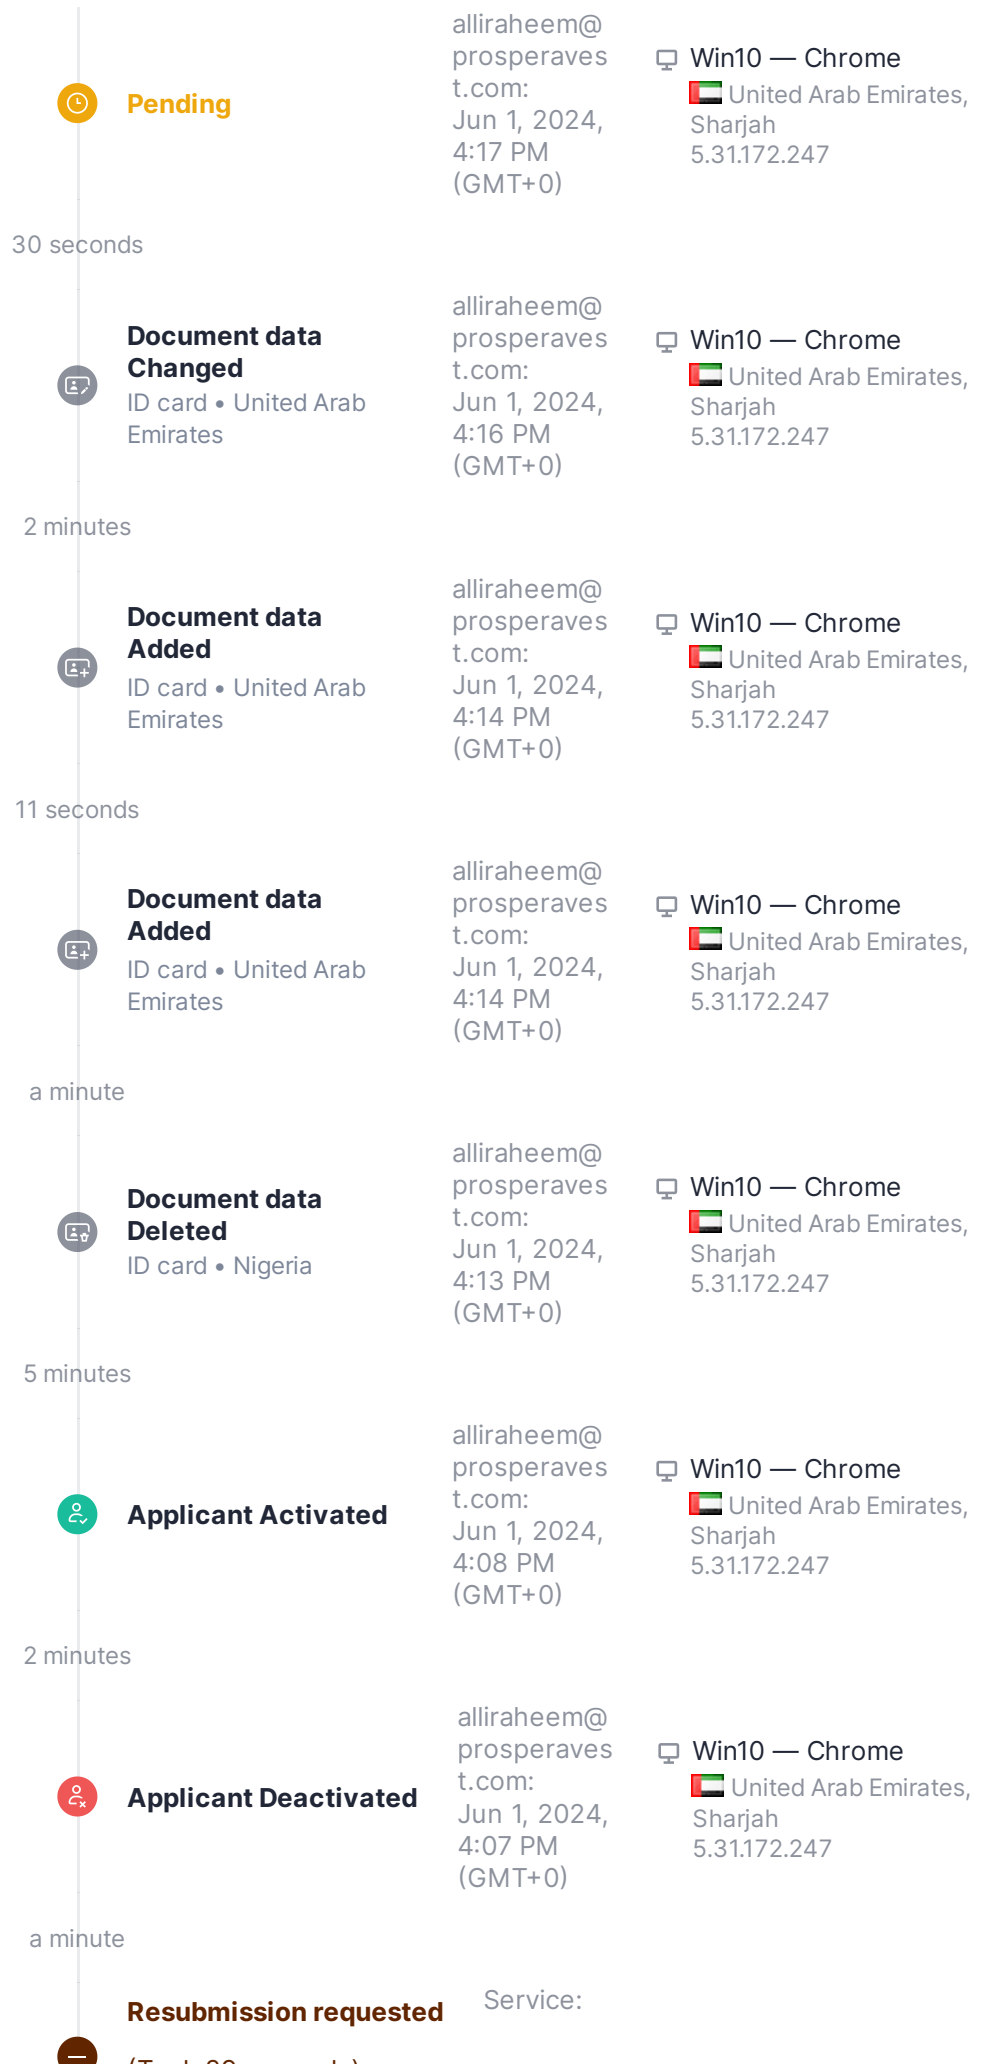 Pending
alliraheem@
prosperaves
t.com:
Jun 1, 2024,
4:17 PM
(GMT+0)
Win10 — Chrome
United Arab Emirates,
Sharjah
5.31.172.247
30 seconds
Document data
Changed
ID card • United Arab
Emirates
alliraheem@
prosperaves
t.com:
Jun 1, 2024,
4:16 PM
(GMT+0)
Win10 — Chrome
United Arab Emirates,
Sharjah
5.31.172.247
2 minutes
Document data
Added
ID card • United Arab
Emirates
alliraheem@
prosperaves
t.com:
Jun 1, 2024,
4:14 PM
(GMT+0)
Win10 — Chrome
United Arab Emirates,
Sharjah
5.31.172.247
11 seconds
Document data
Added
ID card • United Arab
Emirates
alliraheem@
prosperaves
t.com:
Jun 1, 2024,
4:14 PM
(GMT+0)
Win10 — Chrome
United Arab Emirates,
Sharjah
5.31.172.247
a minute
Document data
Deleted
ID card • Nigeria
alliraheem@
prosperaves
t.com:
Jun 1, 2024,
4:13 PM
(GMT+0)
Win10 — Chrome
United Arab Emirates,
Sharjah
5.31.172.247
5 minutes
Applicant Activated
alliraheem@
prosperaves
t.com:
Jun 1, 2024,
4:08 PM
(GMT+0)
Win10 — Chrome
United Arab Emirates,
Sharjah
5.31.172.247
2 minutes
Applicant Deactivated
alliraheem@
prosperaves
t.com:
Jun 1, 2024,
4:07 PM
(GMT+0)
Win10 — Chrome
United Arab Emirates,
Sharjah
5.31.172.247
a minute
Resubmission requested
Service: